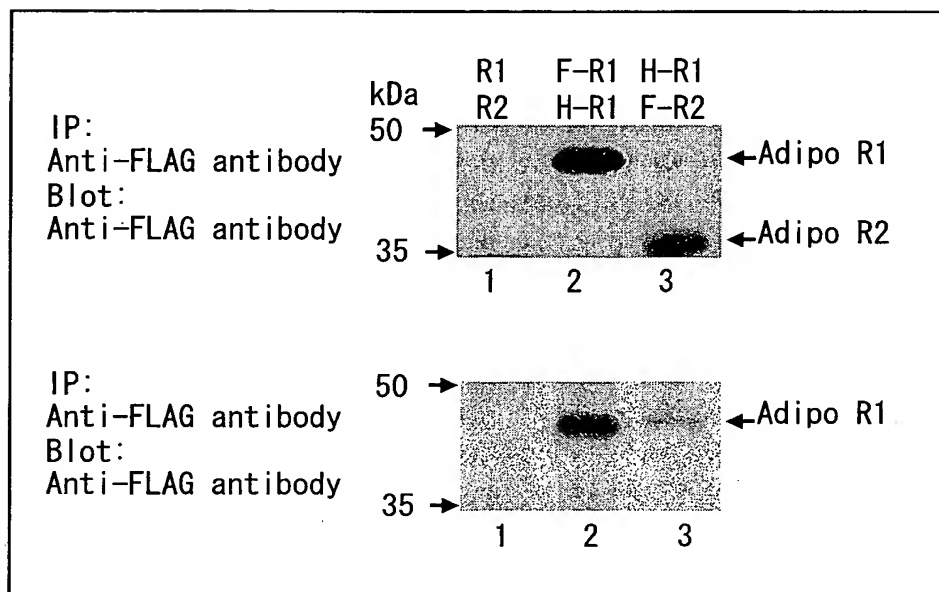 R1 F-R1 H-R1
kDa R2 H-R1 F-R2
IP:
Anti-FLAG antibody
Blot:
Anti-FLAG antibody
50
Adipo R1
Adipo R2
35
1 2 3
IP:
Anti-FLAG antibody
Blot:
Anti-FLAG antibody
50
Adipo R1
35
1 2 3